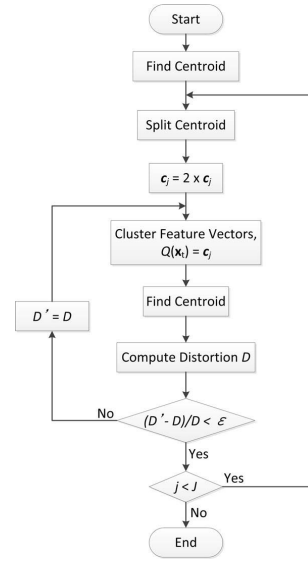 Start
Find Centroid
Split Centroid
cⱼ = 2 x cⱼ
Cluster Feature Vectors,
Q(xₜ) = cⱼ
Find Centroid
D' = D
Compute Distortion D
(D'- D)/D < ε
No
Yes
j < J
Yes
No
End